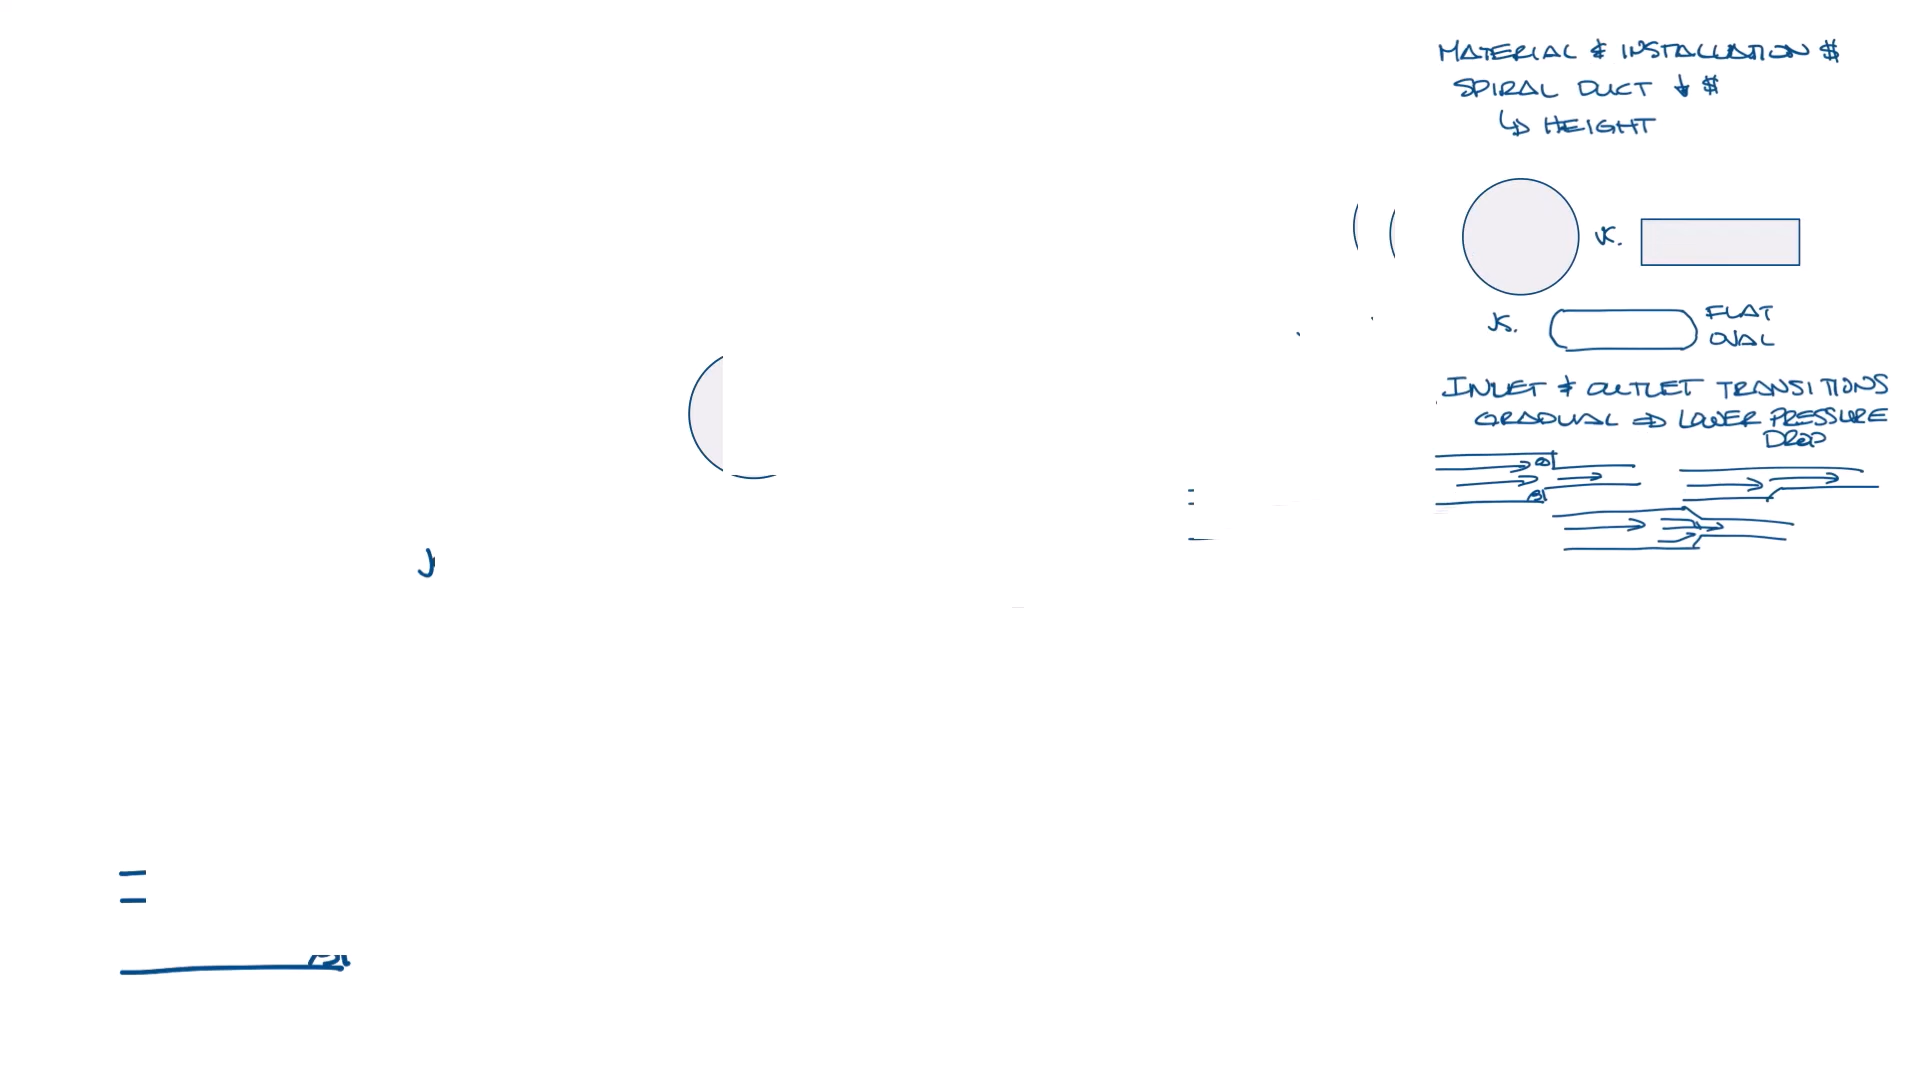 MATERIAL & INSTALLATION $
SPIRAL DUCT ↓ $
↳ HEIGHT
VS.
VS.
FLAT
OVAL
INLET & OUTLET TRANSITIONS
GRADUAL ⇒ LOWER PRESSURE
DROP